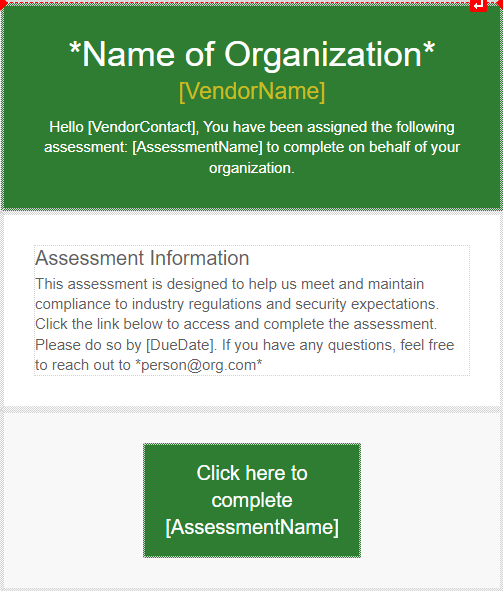 *Name of Organization*
[VendorName]
Hello [VendorContact], You have been assigned the following
assessment: [AssessmentName] to complete on behalf of your
organization.
Assessment Information
This assessment is designed to help us meet and maintain
compliance to industry regulations and security expectations.
Click the link below to access and complete the assessment.
Please do so by [DueDate]. If you have any questions, feel free
to reach out to *person@org.com*
Click here to
complete
[AssessmentName]